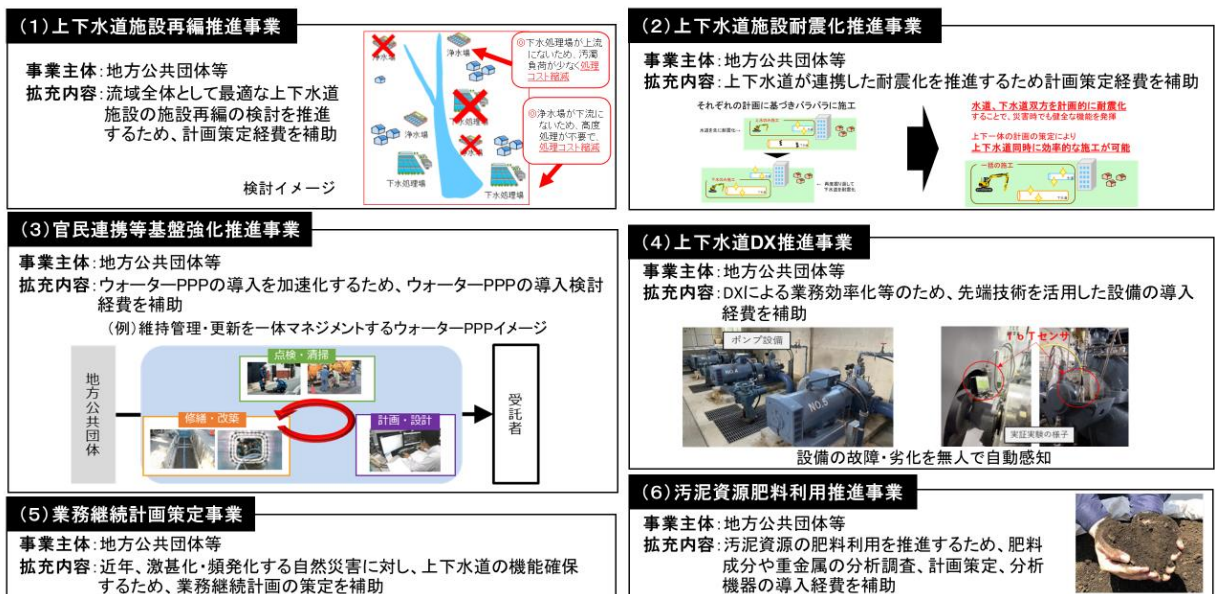 (1)上下水道施設再編推進事業
事業主体:地方公共団体等
拡充内容:流域全体として最適な上下水道
施設の施設再編の検討を推進
するため、計画策定経費を補助
検討イメージ
浄水場
浄水場
◎下水処理場が上流
にないため、汚濁
負荷が少なく処理
コスト縮減
下水処理場
浄水場
浄水場
◎浄水場が下流に
ないため、高度
処理が不要で、
処理コスト縮減
下水処理場
下水処理場
(2)上下水道施設耐震化推進事業
事業主体:地方公共団体等
拡充内容:上下水道が連携した耐震化を推進するため計画策定経費を補助
それぞれの計画に基づきバラバラに施工
水道を先に耐震化→
水道、下水道双方を計画的に耐震化
することで、災害時でも健全な機能を発揮
上下一体の計画の策定により
上下水道同時に効率的な施工が可能
一括の施工
下水道を耐震化
(3)官民連携等基盤強化推進事業
事業主体:地方公共団体等
拡充内容:ウォーターPPPの導入を加速化するため、ウォーターPPPの導入検討
経費を補助
(例)維持管理・更新を一体マネジメントするウォーターPPPイメージ
地方公共団体
点検・清掃
修繕・改築
計画・設計
受託者
(4)上下水道DX推進事業
事業主体:地方公共団体等
拡充内容:DXによる業務効率化等のため、先端技術を活用した設備の導入
経費を補助
ポンプ設備
NO.5
IoTセンサ
実証実験の様子
設備の故障・劣化を無人で自動感知
(5)業務継続計画策定事業
事業主体:地方公共団体等
拡充内容:近年、激甚化・頻発化する自然災害に対し、上下水道の機能確保
するため、業務継続計画の策定を補助
(6)汚泥資源肥料利用推進事業
事業主体:地方公共団体等
拡充内容:汚泥資源の肥料利用を推進するため、肥料
成分や重金属の分析調査、計画策定、分析
機器の導入経費を補助